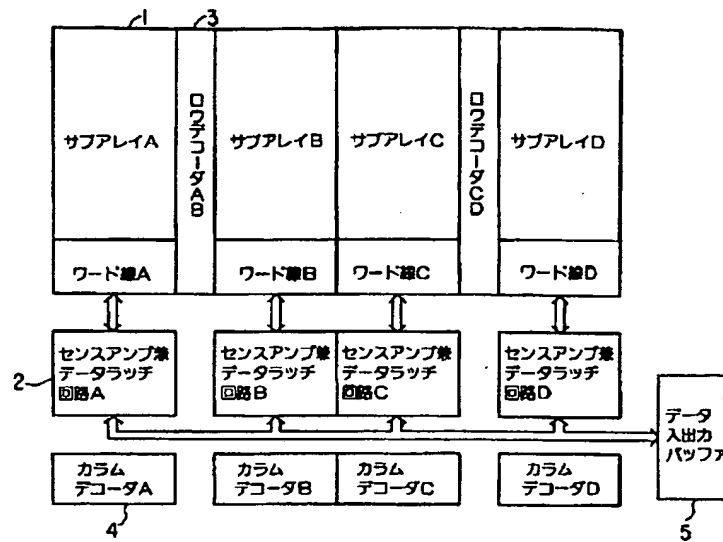 1
3
サブアレイA
ロウデコーダAB
サブアレイB
サブアレイC
ロウデコーダCD
サブアレイD
ワード線A
ワード線B
ワード線C
ワード線D
2
センスアンプ兼
データラッチ
回路A
センスアンプ兼
データラッチ
回路B
センスアンプ兼
データラッチ
回路C
センスアンプ兼
データラッチ
回路D
データ
入出力
バッファ
カラム
デコーダA
カラム
デコーダB
カラム
デコーダC
カラム
デコーダD
4
5